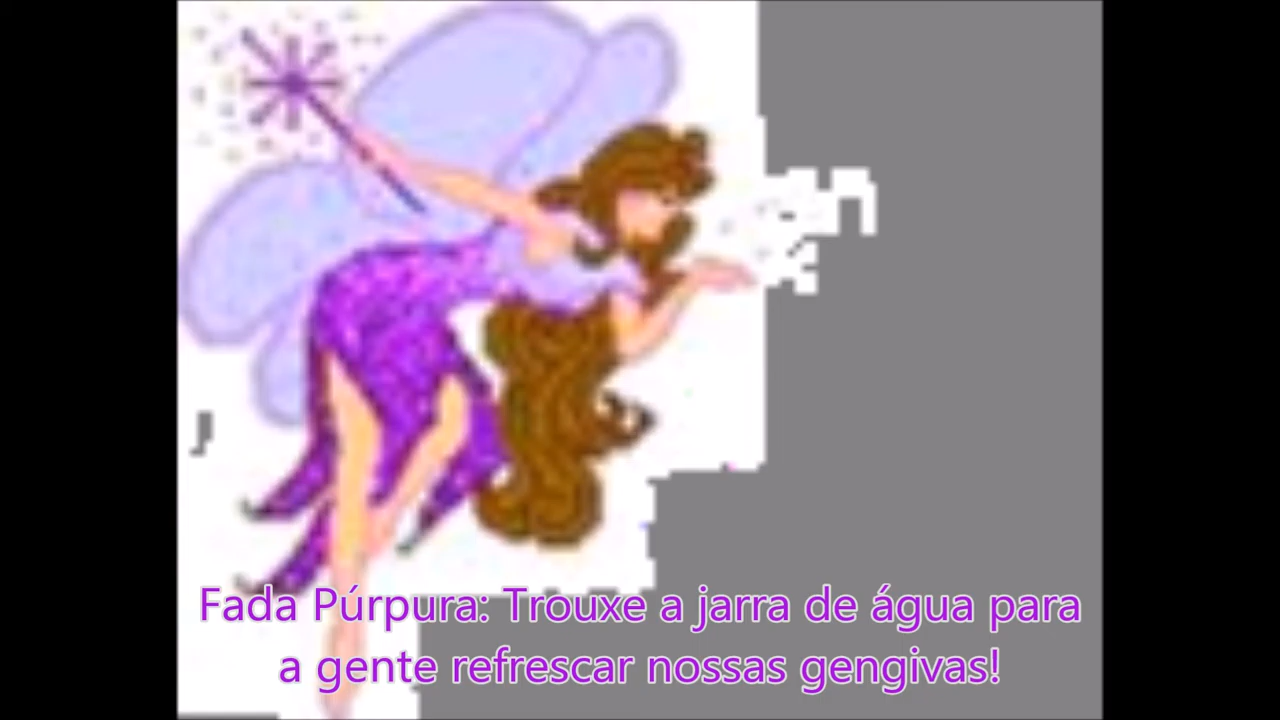 Fada Púrpura: Trouxe a jarra de água para
a gente refrescar nossas gengivas!